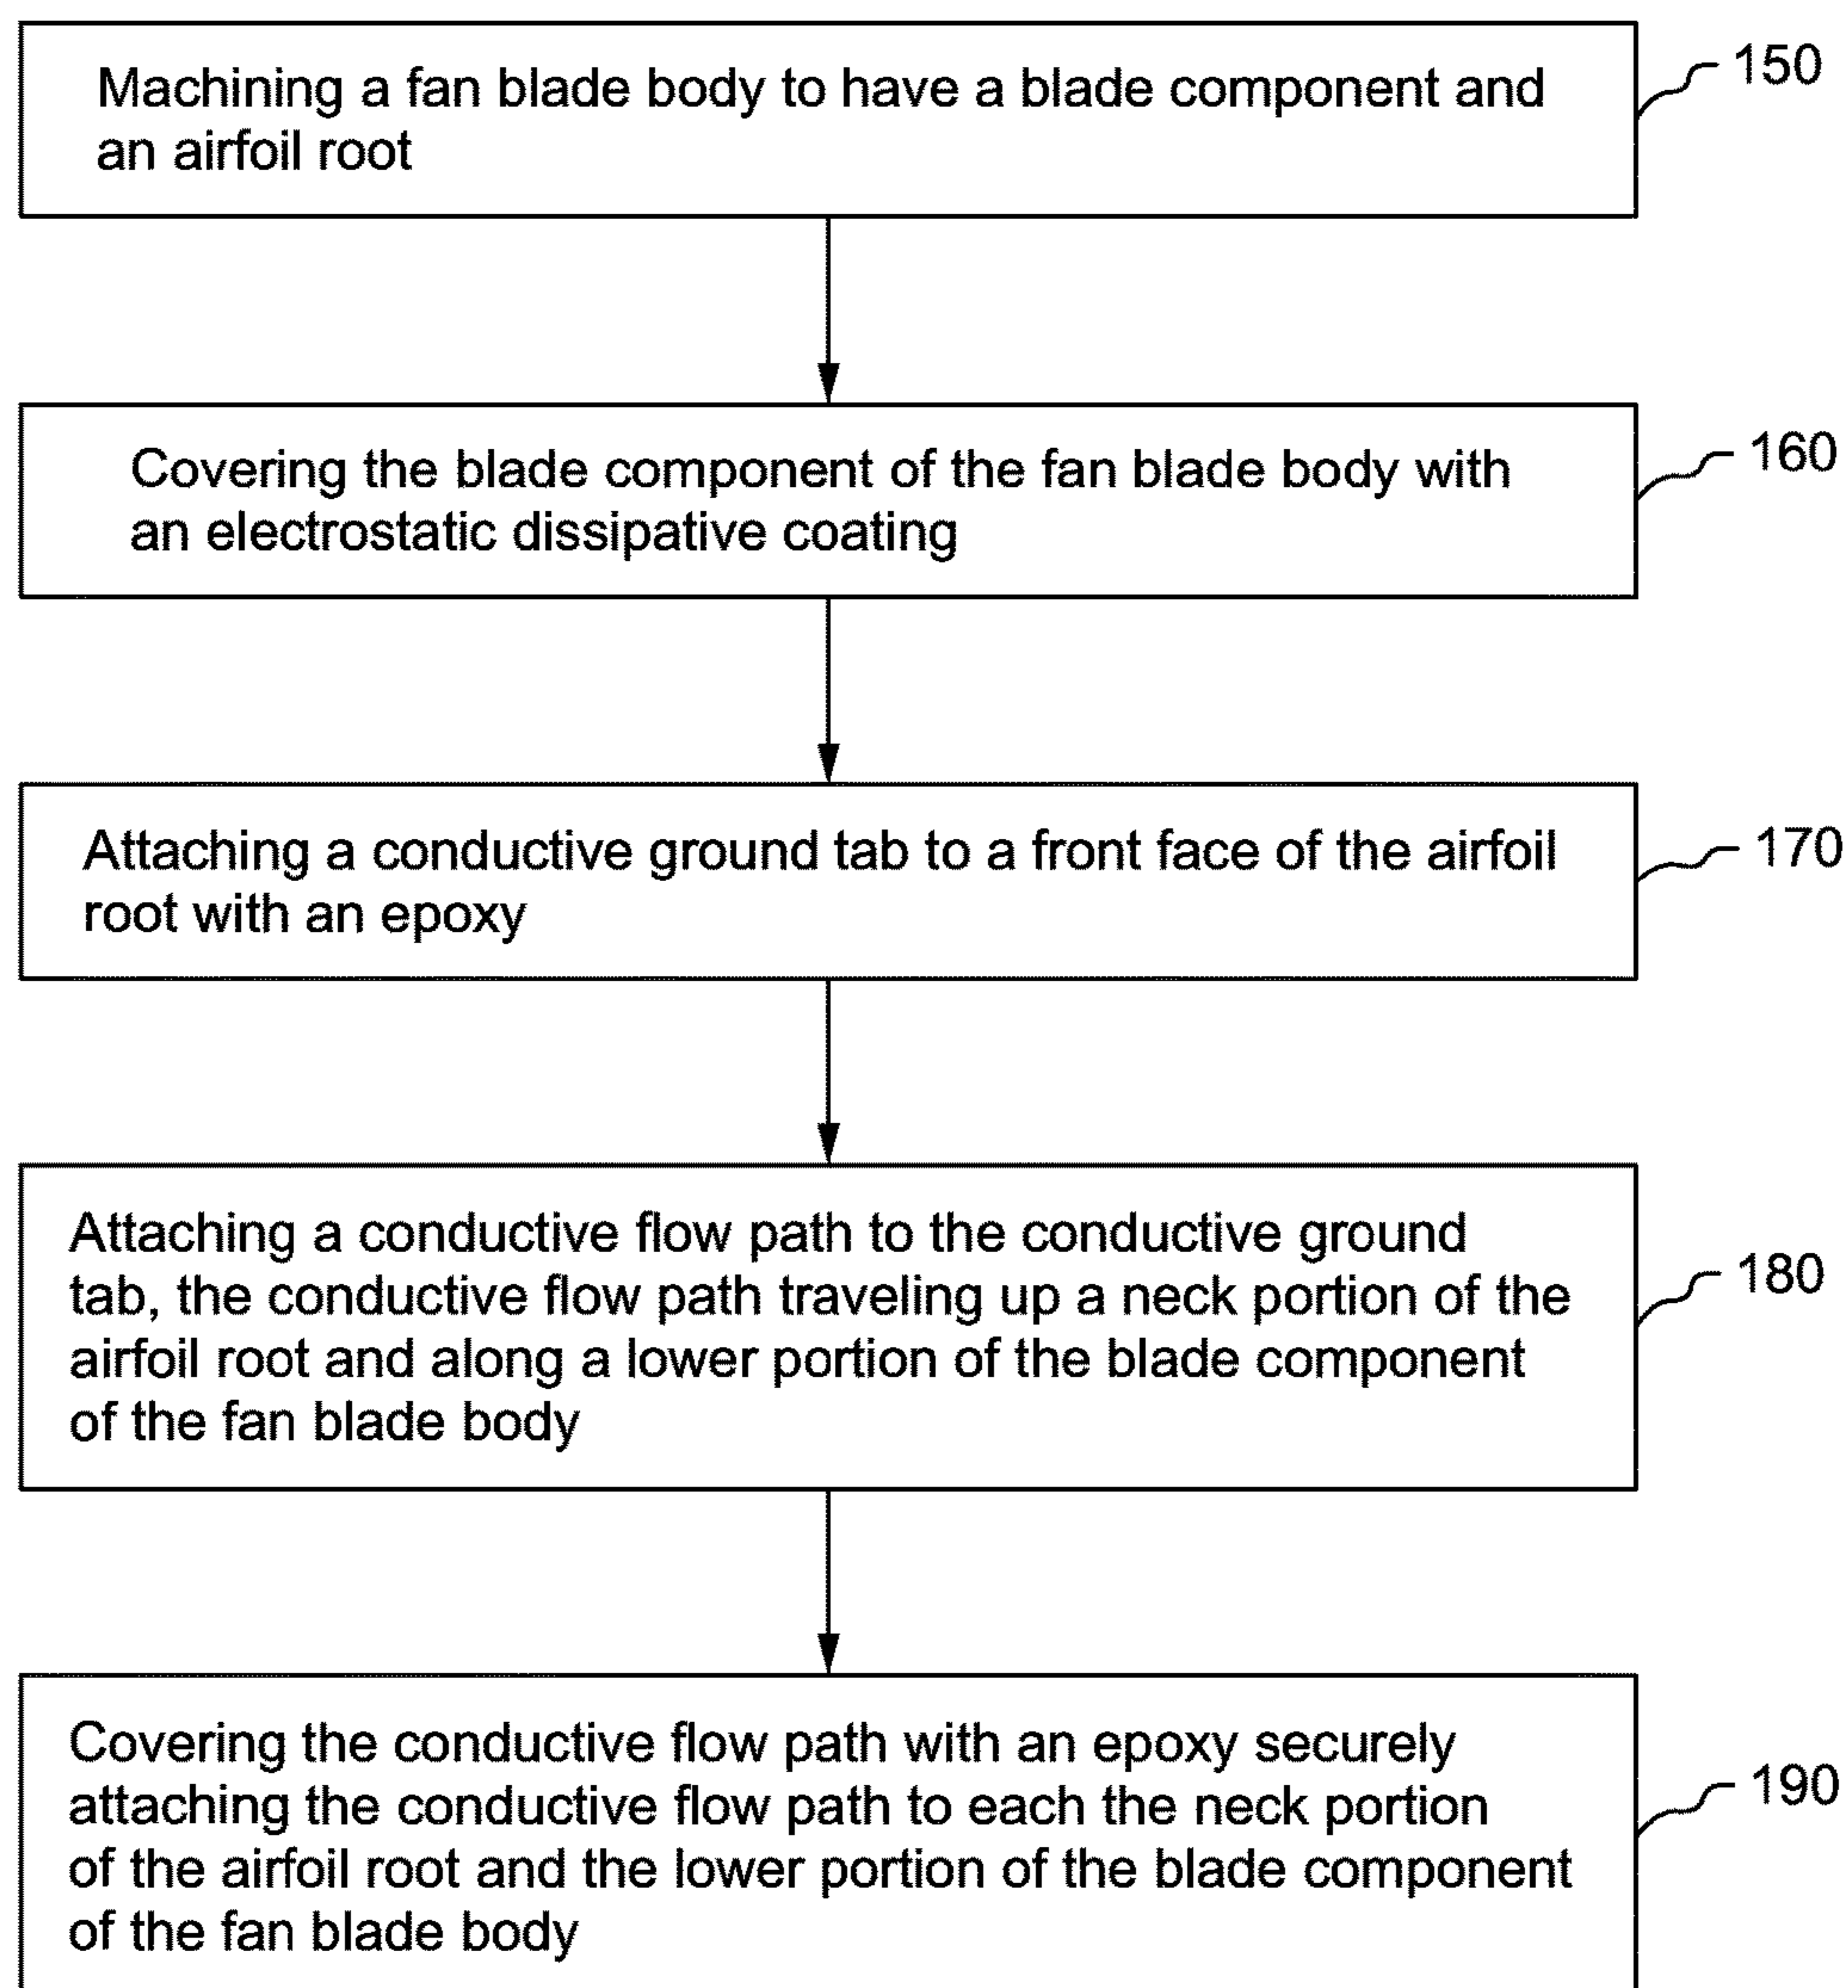 Machining a fan blade body to have a blade component and
an airfoil root
150
Covering the blade component of the fan blade body with
an electrostatic dissipative coating
160
Attaching a conductive ground tab to a front face of the airfoil
root with an epoxy
170
Attaching a conductive flow path to the conductive ground
tab, the conductive flow path traveling up a neck portion of the
airfoil root and along a lower portion of the blade component
of the fan blade body
180
Covering the conductive flow path with an epoxy securely
attaching the conductive flow path to each the neck portion
of the airfoil root and the lower portion of the blade component
of the fan blade body
190